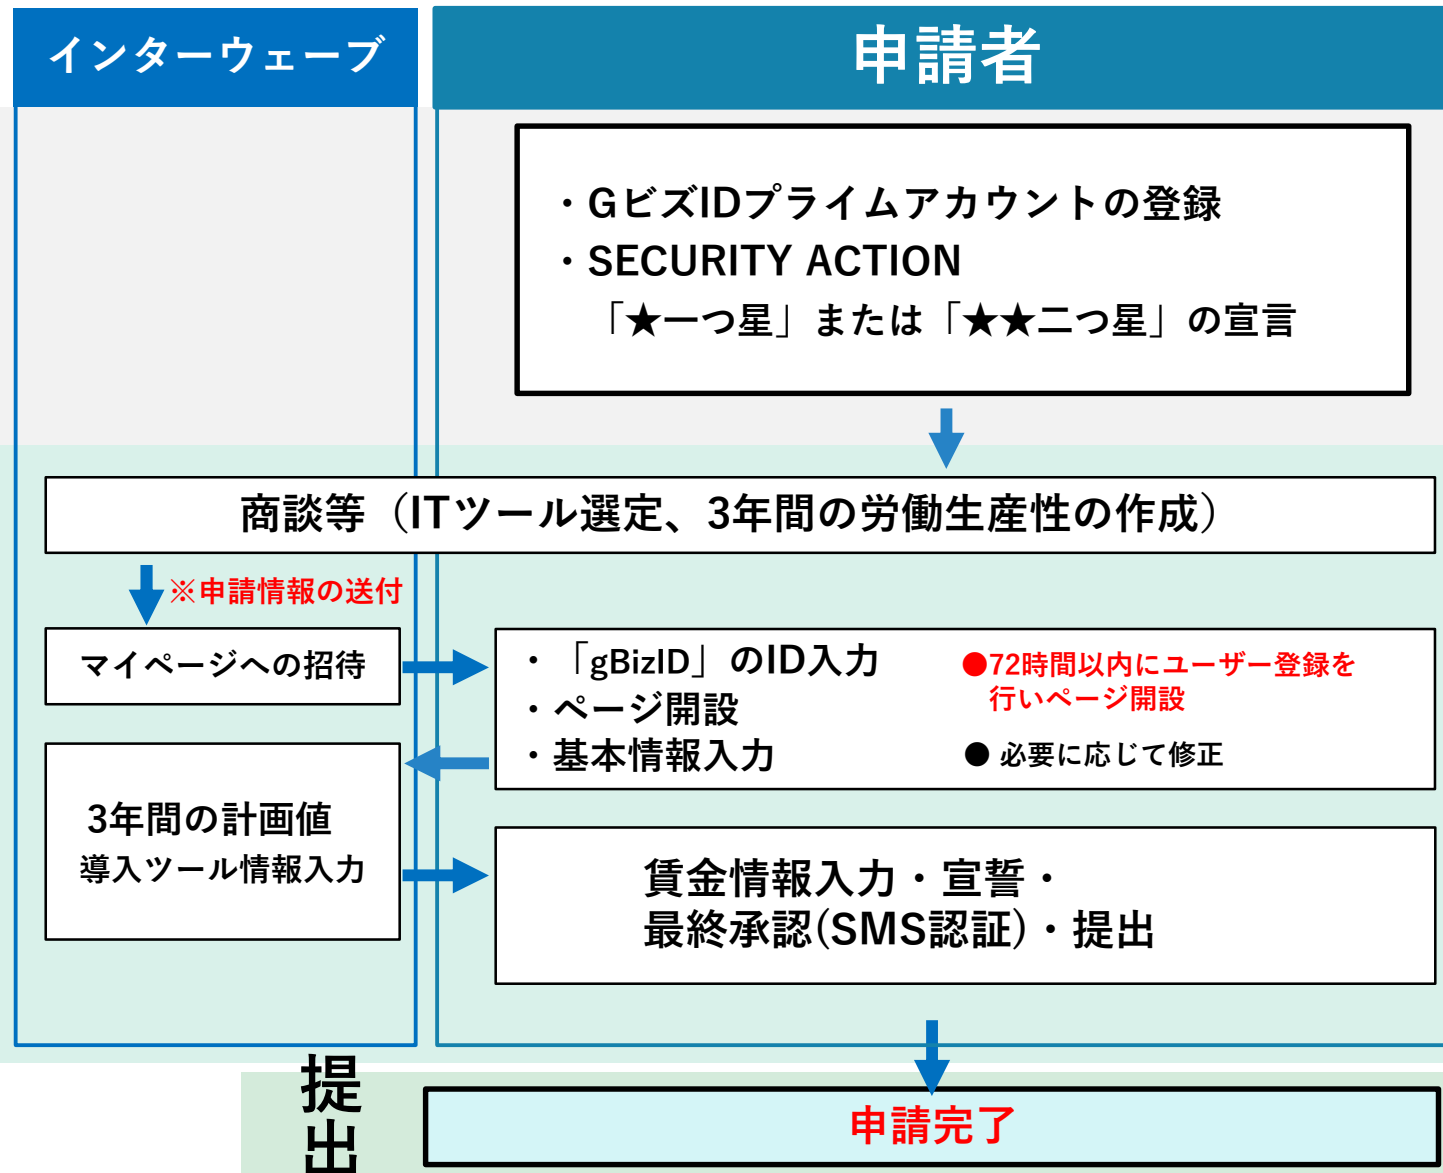 インターウェーブ
申請者
・GビズIDプライムアカウントの登録
・SECURITY ACTION
「★一つ星」または「★★二つ星」の宣言
商談等（ITツール選定、3年間の労働生産性の作成）
※申請情報の送付
マイページへの招待
・「gBizID」のID入力
・ページ開設
・基本情報入力
●72時間以内にユーザー登録を
行いページ開設
● 必要に応じて修正
3年間の計画値
導入ツール情報入力
賃金情報入力・宣誓・
最終承認(SMS認証)・提出
提出
申請完了